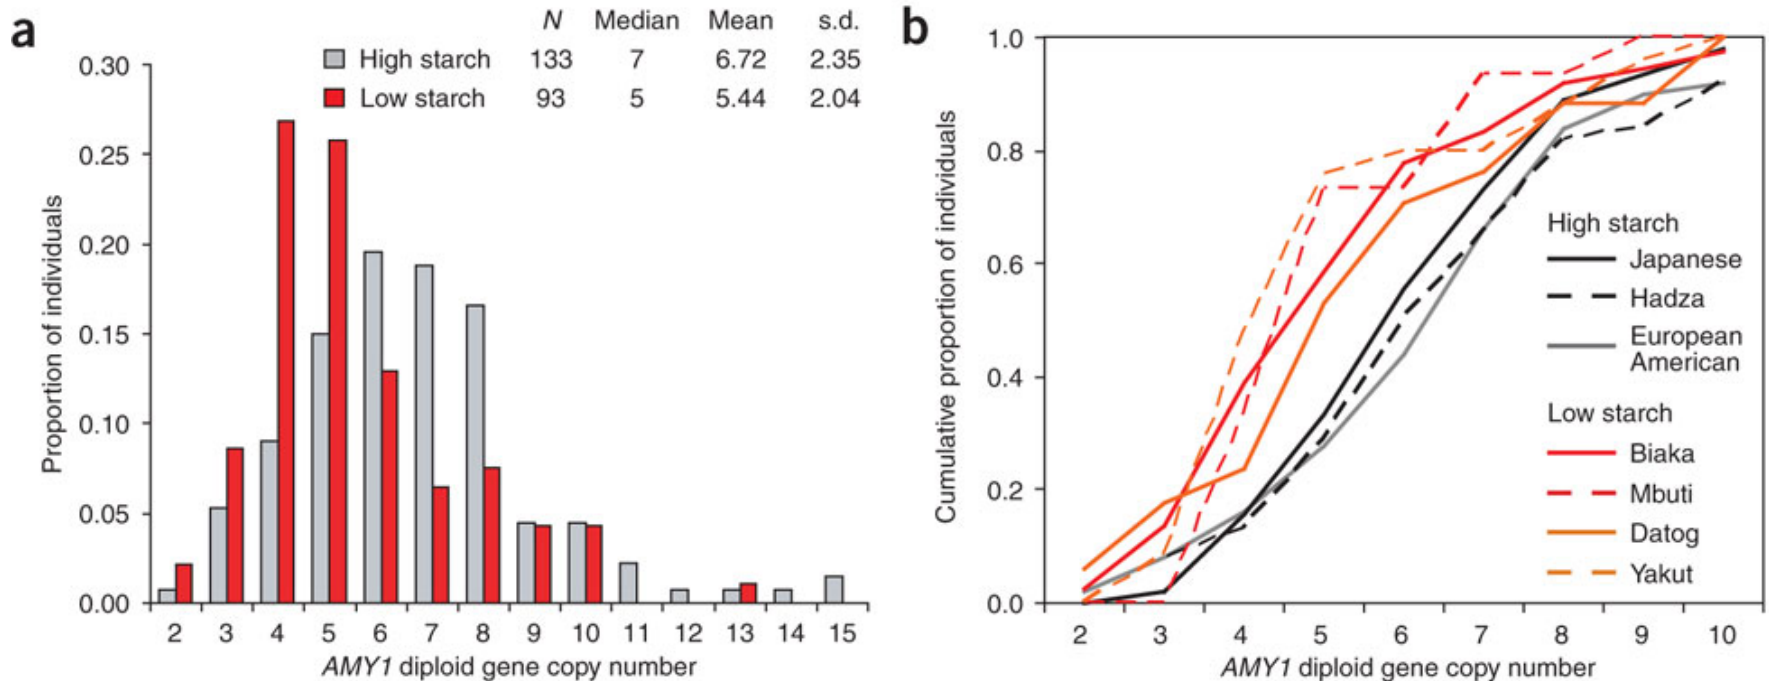 a
N Median Mean s.d.
High starch 133 7 6.72 2.35
Low starch 93 5 5.44 2.04
Proportion of individuals
0.30
0.25
0.20
0.15
0.10
0.05
0.00
2 3 4 5 6 7 8 9 10 11 12 13 14 15
AMY1 diploid gene copy number
b
Cumulative proportion of individuals
1.0
0.8
0.6
0.4
0.2
0.0
High starch
Japanese
Hadza
European
American
Low starch
Biaka
Mbuti
Datog
Yakut
2 3 4 5 6 7 8 9 10
AMY1 diploid gene copy number